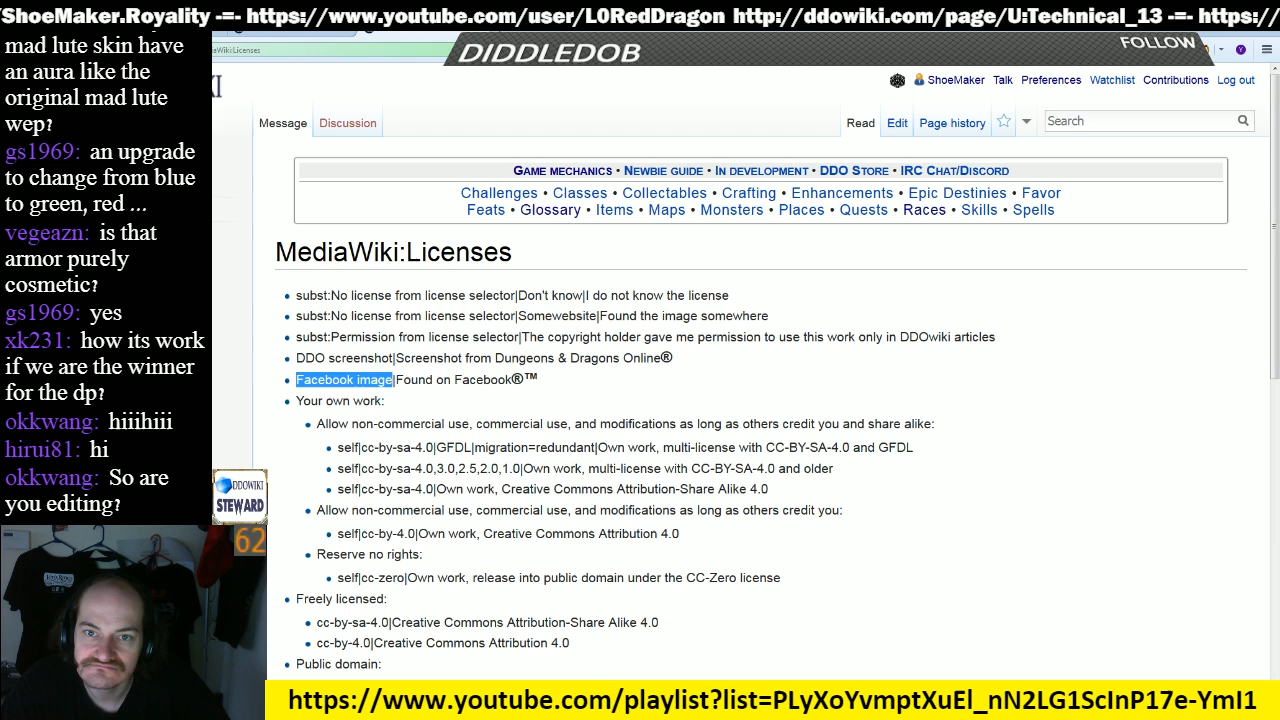 /ShoeMaker.Royality -=- https://www.youtube.com/user/L0RedDragon http://ddowiki.com/page/U:Technical_13 -=- https://
mad lute skin have
an aura like the
original mad lute
wep?
gs1969: an upgrade
to change from blue
to green, red ...
vegeazn: is that
armor purely
cosmetic?
gs1969: yes
xk231: how its work
if we are the winner
for the dp?
okkwang: hiiihiii
hirui81: hi
okkwang: So are
you editing?
DDOWIKI
STEWARD
62
diaWiki:Licenses
DIDDLEDOB
FOLLOW
ShoeMaker Talk Preferences Watchlist Contributions Log out
Message Discussion
Read Edit Page history
Search
GAME MECHANICS • NEWBIE GUIDE • IN DEVELOPMENT • DDO STORE • IRC CHAT/DISCORD
Challenges • Classes • Collectables • Crafting • Enhancements • Epic Destinies • Favor
Feats • Glossary • Items • Maps • Monsters • Places • Quests • Races • Skills • Spells
MediaWiki:Licenses
• subst:No license from license selector|Don't know|I do not know the license
• subst:No license from license selector|Somewebsite|Found the image somewhere
• subst:Permission from license selector|The copyright holder gave me permission to use this work only in DDOwiki articles
• DDO screenshot|Screenshot from Dungeons & Dragons Online®
• Facebook image|Found on Facebook®™
• Your own work:
• Allow non-commercial use, commercial use, and modifications as long as others credit you and share alike:
• self|cc-by-sa-4.0|GFDL|migration=redundant|Own work, multi-license with CC-BY-SA-4.0 and GFDL
• self|cc-by-sa-4.0,3.0,2.5,2.0,1.0|Own work, multi-license with CC-BY-SA-4.0 and older
• self|cc-by-sa-4.0|Own work, Creative Commons Attribution-Share Alike 4.0
• Allow non-commercial use, commercial use, and modifications as long as others credit you:
• self|cc-by-4.0|Own work, Creative Commons Attribution 4.0
• Reserve no rights:
• self|cc-zero|Own work, release into public domain under the CC-Zero license
• Freely licensed:
• cc-by-sa-4.0|Creative Commons Attribution-Share Alike 4.0
• cc-by-4.0|Creative Commons Attribution 4.0
• Public domain:
https://www.youtube.com/playlist?list=PLyXoYvmptXuEl_nN2LG1ScInP17e-YmI1